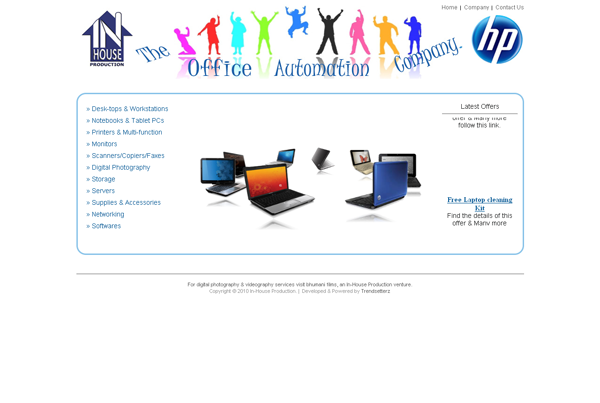 Home | Company | Contact Us
IN
HOUSE
PRODUCTION
The Office Automation Company.
hp
» Desk-tops & Workstations
» Notebooks & Tablet PCs
» Printers & Multi-function
» Monitors
» Scanners/Copiers/Faxes
» Digital Photography
» Storage
» Servers
» Supplies & Accessories
» Networking
» Softwares
Latest Offers
offer & Many more
follow this link.
Free Laptop cleaning
Kit
Find the details of this
offer & Many more
For digital photography & videography services visit bhumani films, an In-House Production venture.
Copyright © 2010 In-House Production | Developed & Powered by Trendsetterz